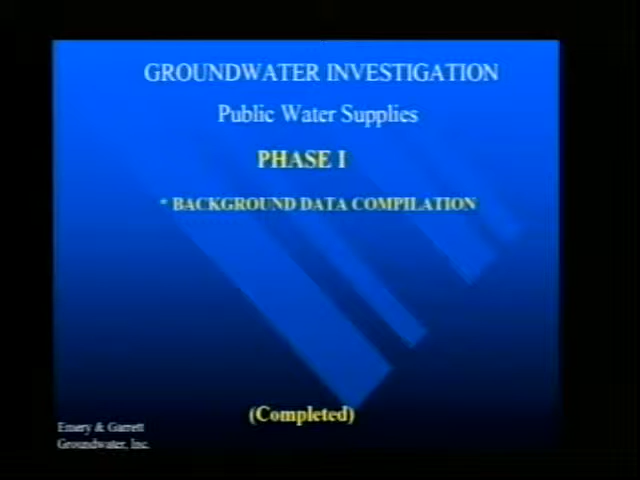 GROUNDWATER INVESTIGATION
Public Water Supplies
PHASE I
* BACKGROUND DATA COMPILATION
(Completed)
Emery & Garrett
Groundwater, Inc.